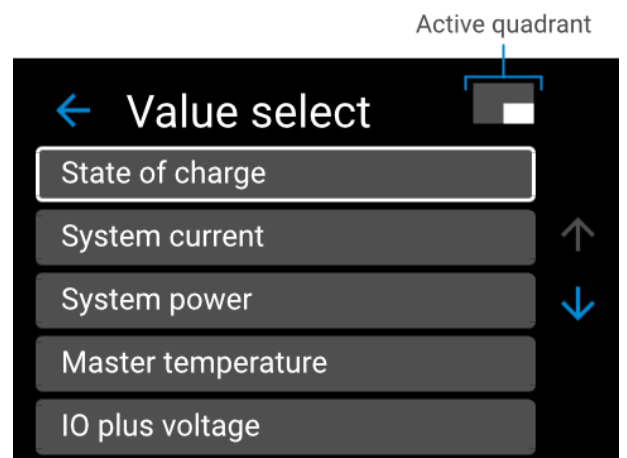 Active quadrant
Value select
State of charge
System current
System power
Master temperature
IO plus voltage